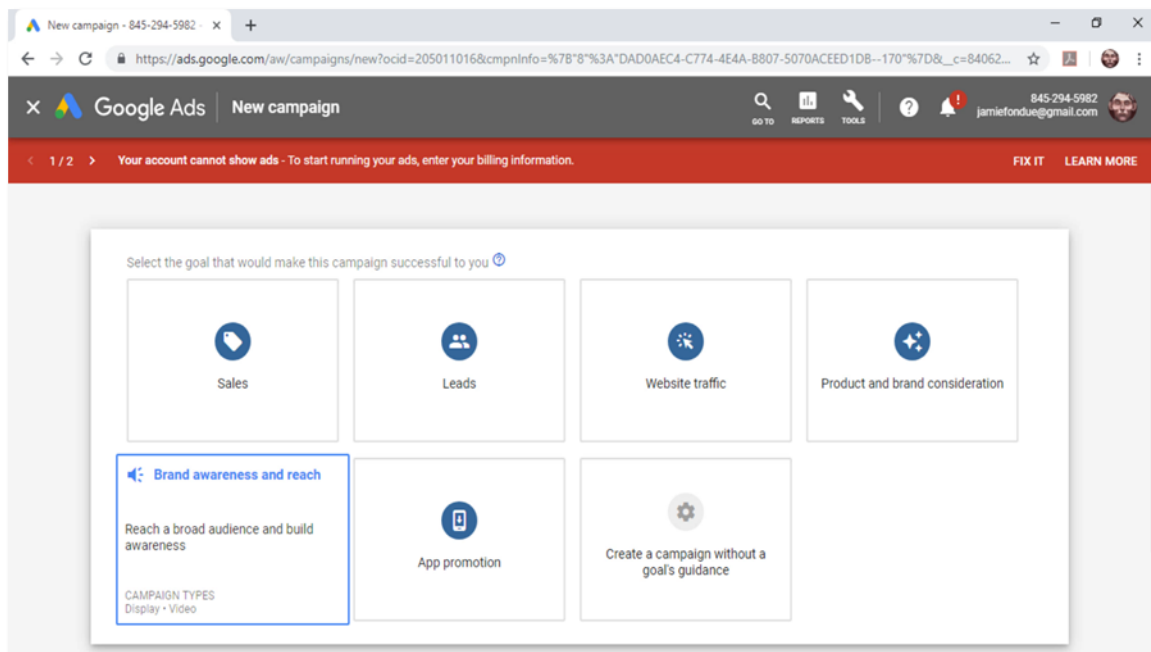 New campaign - 845-294-5982 -
https://ads.google.com/aw/campaigns/new?ocid=205011016&cmpnInfo=%7B"8"%3A"DAD0AEC4-C774-4E4A-B807-5070ACEED1DB--170"%7D&__c=84062...
Google Ads
New campaign
GO TO
REPORTS
TOOLS
845-294-5982
jamiefondue@gmail.com
1 / 2
Your account cannot show ads - To start running your ads, enter your billing information.
FIX IT
LEARN MORE
Select the goal that would make this campaign successful to you
Sales
Leads
Website traffic
Product and brand consideration
Brand awareness and reach
Reach a broad audience and build
awareness
CAMPAIGN TYPES
Display • Video
App promotion
Create a campaign without a
goal's guidance